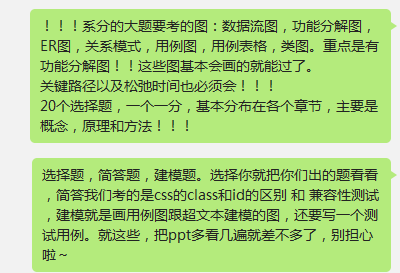 ！！！系分的大题要考的图：数据流图，功能分解图，
ER图，关系模式，用例图，用例表格，类图。重点是有
功能分解图！！这些图基本会画的就能过了。
关键路径以及松弛时间也必须会！！！
20个选择题，一个一分，基本分布在各个章节，主要是
概念，原理和方法！！！
选择题，简答题，建模题。选择你就把你们出的题看看
，简答我们考的是css的class和id的区别 和 兼容性测试
，建模就是画用例图跟超文本建模的图，还要写一个测
试用例。就这些，把ppt多看几遍就差不多了，别担心
啦～